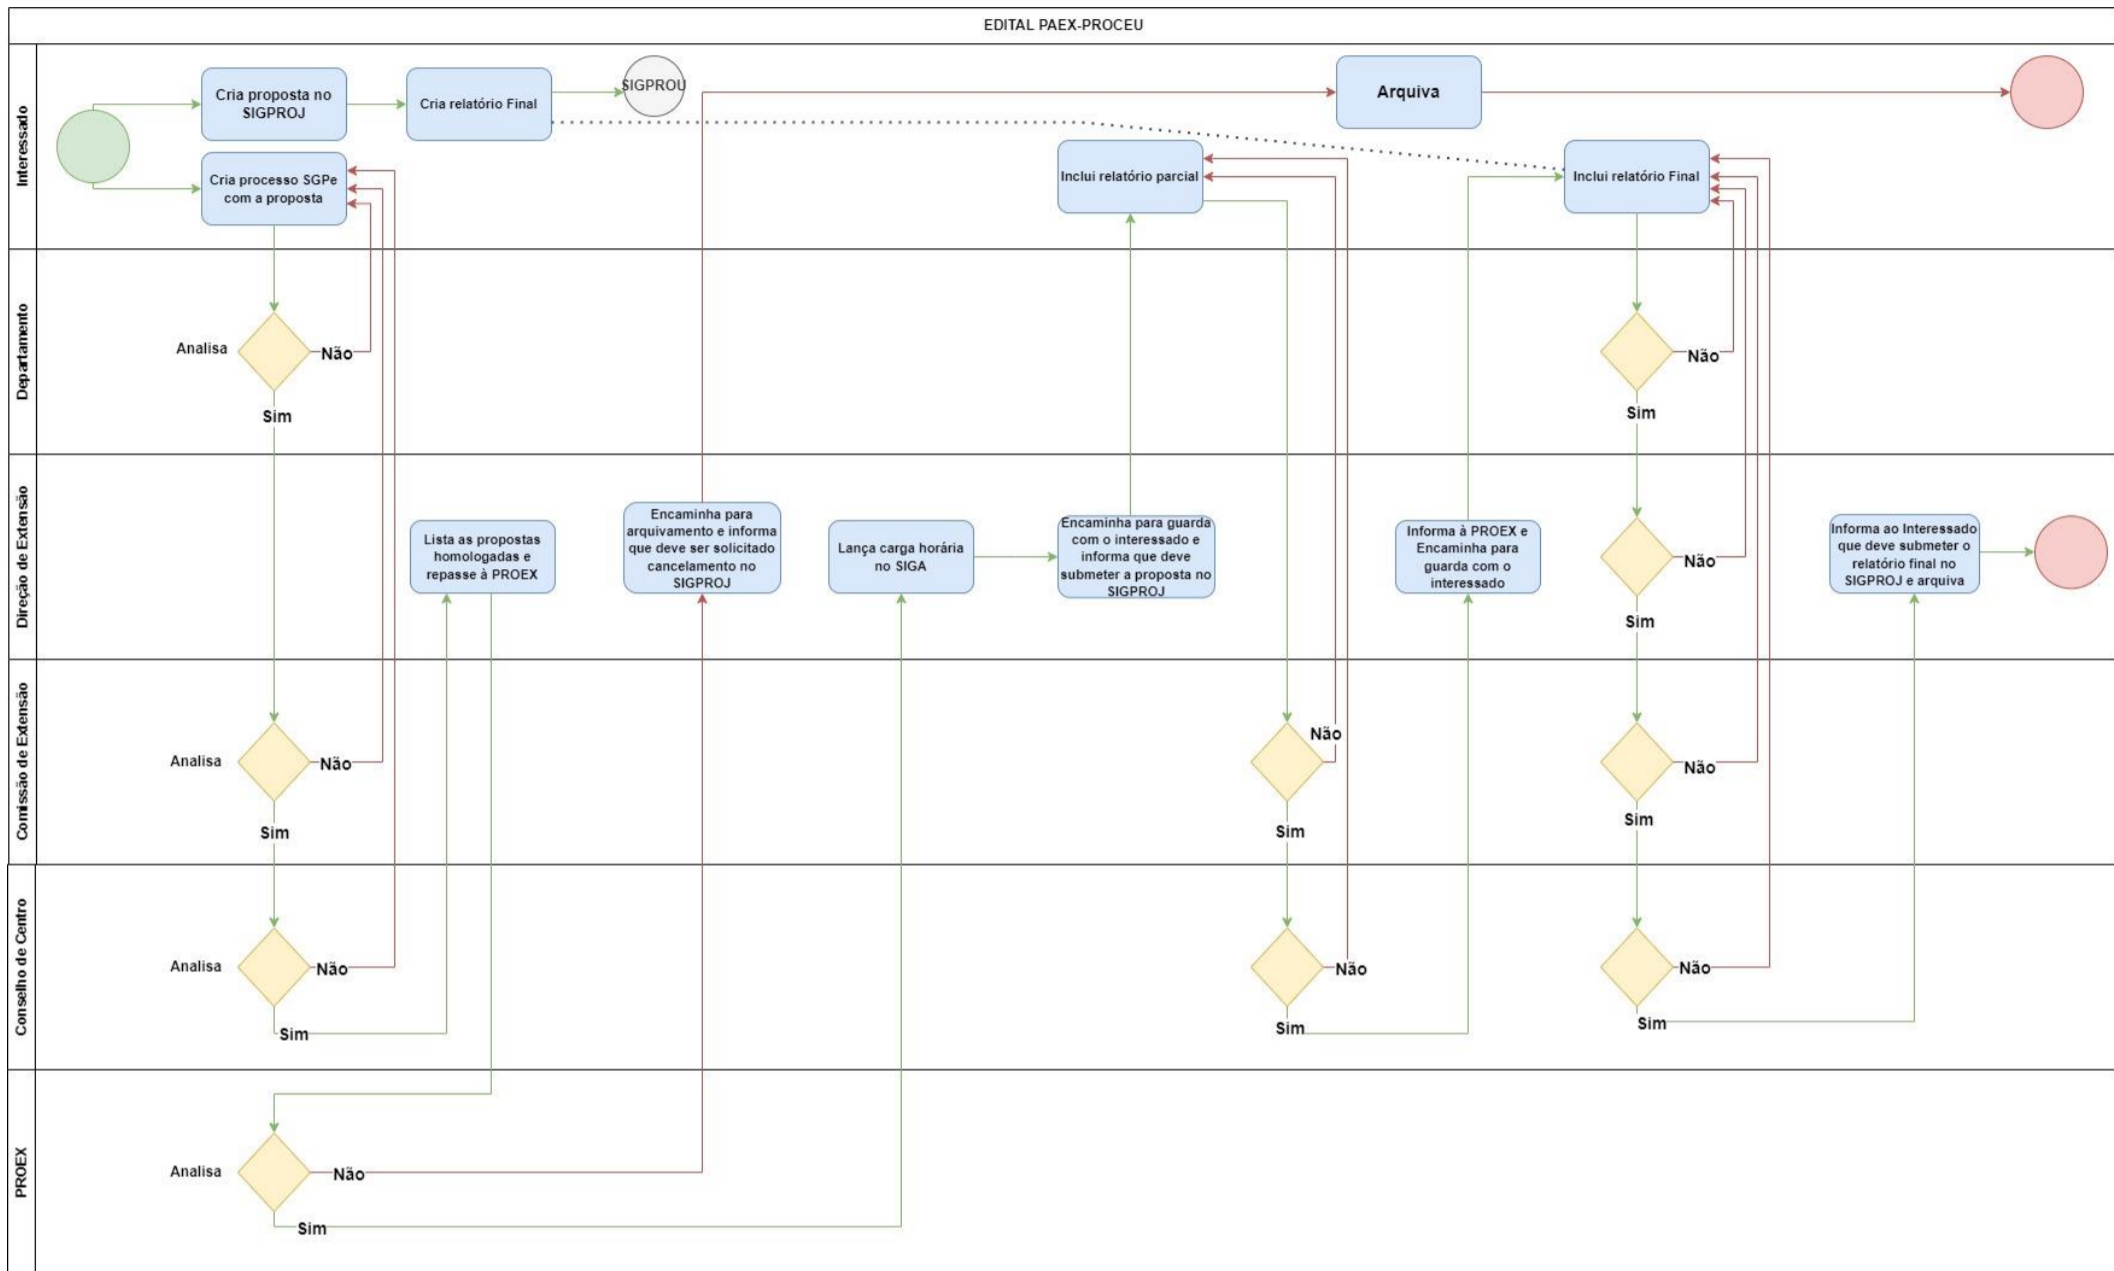 EDITAL PAEX-PROCEU
Interessado
Cria proposta no
SIGPROJ
Cria relatório Final
SIGPROU
Arquiva
Cria processo SGPe
com a proposta
Inclui relatório parcial
Inclui relatório Final
Departamento
Analisa
Não
Sim
Não
Sim
Direção de Extensão
Lista as propostas
homologadas e
repasse à PROEX
Encaminha para
arquivamento e informa
que deve ser solicitado
cancelamento no
SIGPROJ
Lança carga horária
no SIGA
Encaminha para guarda
com o interessado e
informa que deve
submeter a proposta no
SIGPROJ
Informa à PROEX e
Encaminha para
guarda com o
interessado
Não
Sim
Informa ao Interessado
que deve submeter o
relatório final no
SIGPROJ e arquiva
Comissão de Extensão
Analisa
Não
Sim
Não
Sim
Não
Sim
Conselho de Centro
Analisa
Não
Sim
Não
Sim
Não
Sim
PROEX
Analisa
Não
Sim